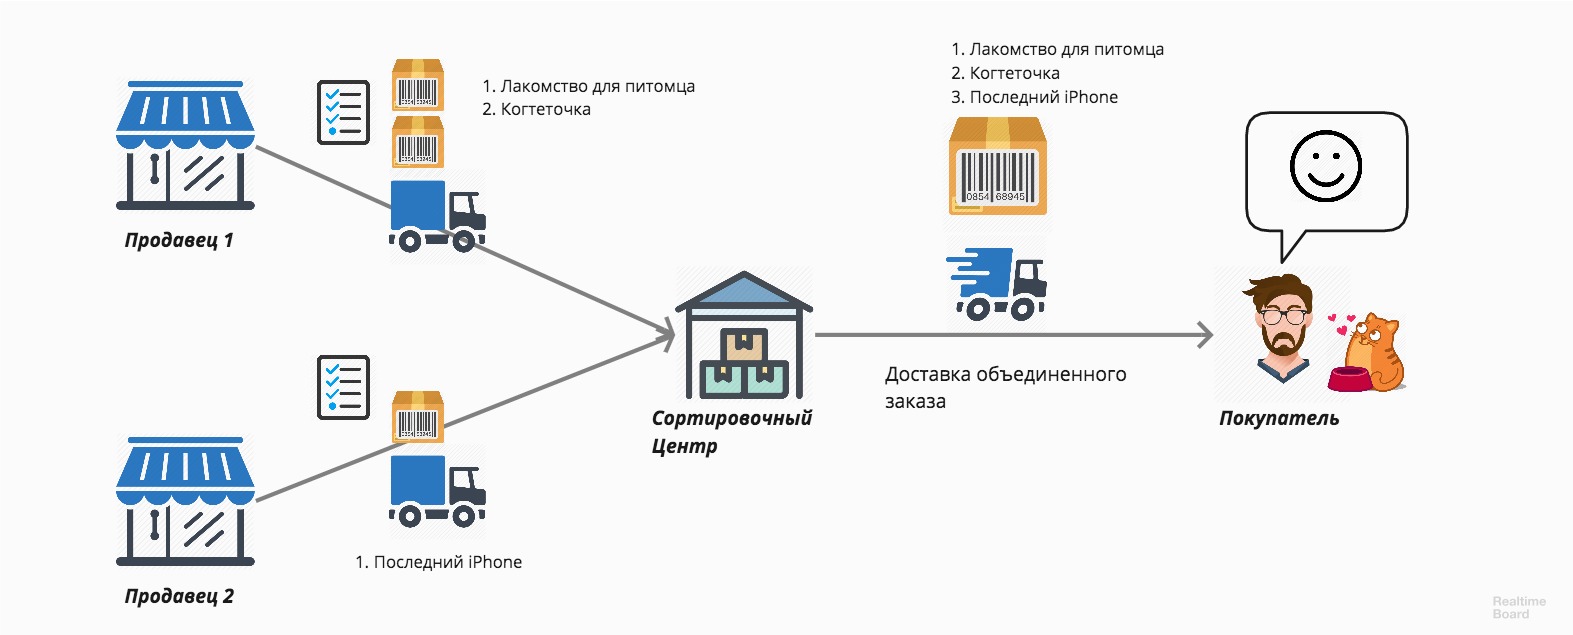 1. Лакомство для питомца
2. Когтеточка
Продавец 1
1. Последний iPhone
Продавец 2
Сортировочный
Центр
1. Лакомство для питомца
2. Когтеточка
3. Последний iPhone
0854 68945
Доставка объединенного
заказа
Покупатель
Realtime
Board